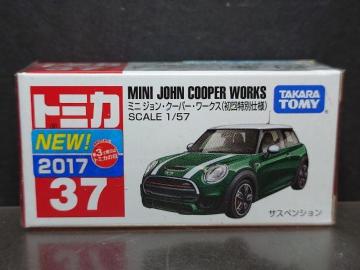 トミカ
MINI JOHN COOPER WORKS
ミニ ジョン・クーパー・ワークス(初回特別仕様)
SCALE 1/57
TAKARA
TOMY
NEW!
2017
37
サスペンション